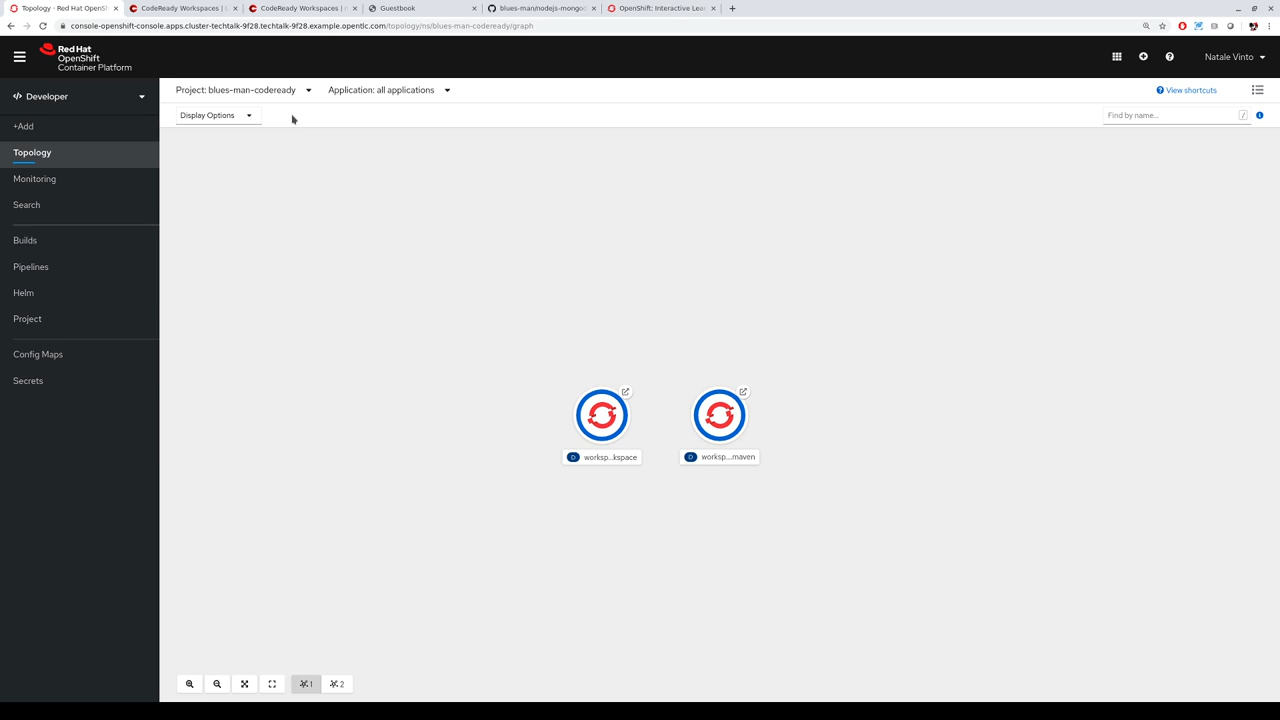 Topology - Red Hat OpenSh
CodeReady Workspaces |
CodeReady Workspaces |
Guestbook
blues-man/nodejs-mongo
OpenShift: Interactive Lea
console-openshift-console.apps.cluster-techtalk-9f28.techtalk-9f28.example.opentlc.com/topology/ns/blues-man-codeready/graph
Red Hat
OpenShift
Container Platform
Natale Vinto
Developer
Project: blues-man-codeready
Application: all applications
View shortcuts
+Add
Display Options
Find by name...
/
Topology
Monitoring
Search
Builds
Pipelines
Helm
Project
Config Maps
Secrets
D worksp...kspace
D worksp...maven
1
2